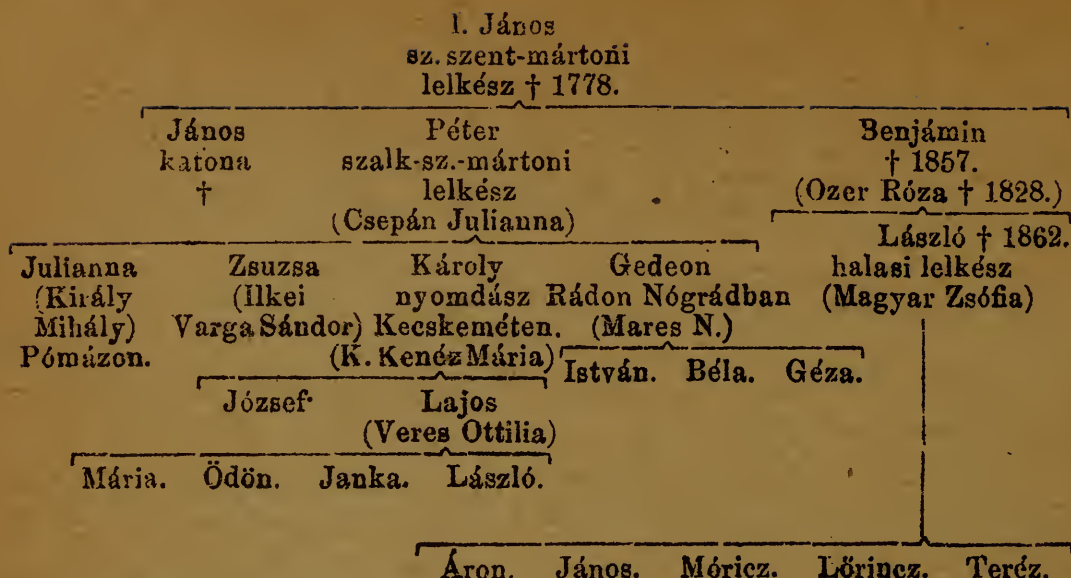 I. János
sz. szent-mártoni
lelkész † 1778.
János Péter Benjámin
katona szalk-sz.-mártoni † 1857.
† lelkész (Ozer Róza † 1828.)
(Csepán Julianna)
László † 1862.
Julianna Zsuzsa Károly Gedeon halasi lelkész
(Király (Ilkei nyomdász Rádon Nógrádban (Magyar Zsófia)
Mihály) Varga Sándor) Kecskeméten. (Mares N.)
Pómázon. (K. Kenéz Mária)
István. Béla. Géza.
József Lajos
(Veres Ottilia)
Mária. Ödön. Janka. László.
Áron. János. Móricz. Lőrincz. Teréz.